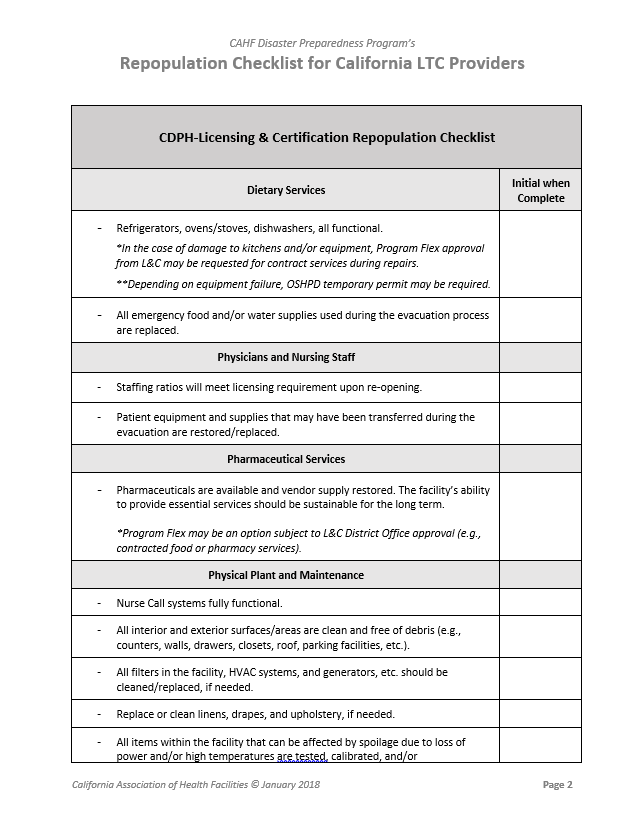 CAHF Disaster Preparedness Program's
Repopulation Checklist for California LTC Providers
CDPH-Licensing & Certification Repopulation Checklist
Dietary Services
Initial when
Complete
- Refrigerators, ovens/stoves, dishwashers, all functional.
*In the case of damage to kitchens and/or equipment, Program Flex approval
from L&C may be requested for contract services during repairs.
**Depending on equipment failure, OSHPD temporary permit may be required.
- All emergency food and/or water supplies used during the evacuation process
are replaced.
Physicians and Nursing Staff
- Staffing ratios will meet licensing requirement upon re-opening.
- Patient equipment and supplies that may have been transferred during the
evacuation are restored/replaced.
Pharmaceutical Services
- Pharmaceuticals are available and vendor supply restored. The facility's ability
to provide essential services should be sustainable for the long term.
*Program Flex may be an option subject to L&C District Office approval (e.g.,
contracted food or pharmacy services).
Physical Plant and Maintenance
- Nurse Call systems fully functional.
- All interior and exterior surfaces/areas are clean and free of debris (e.g.,
counters, walls, drawers, closets, roof, parking facilities, etc.).
- All filters in the facility, HVAC systems, and generators, etc. should be
cleaned/replaced, if needed.
- Replace or clean linens, drapes, and upholstery, if needed.
- All items within the facility that can be affected by spoilage due to loss of
power and/or high temperatures are tested, calibrated, and/or
California Association of Health Facilities © January 2018
Page 2